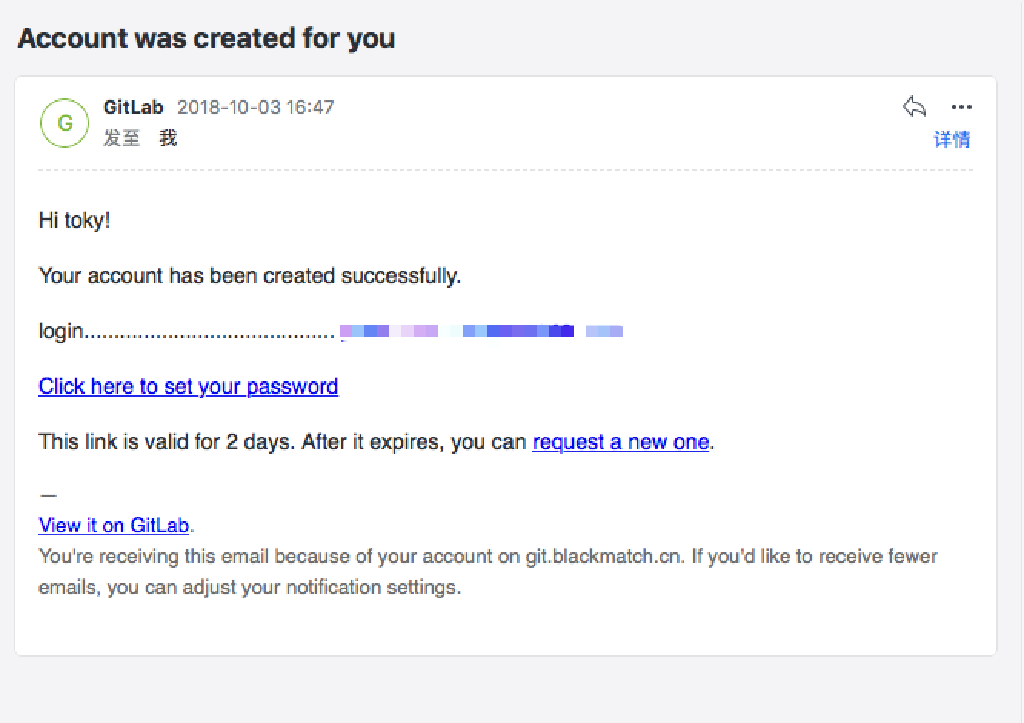 Account was created for you
G
GitLab 2018-10-03 16:47
发至 我
详情
Hi toky!
Your account has been created successfully.
login..........................................
Click here to set your password
This link is valid for 2 days. After it expires, you can request a new one.
—
View it on GitLab.
You're receiving this email because of your account on git.blackmatch.cn. If you'd like to receive fewer
emails, you can adjust your notification settings.